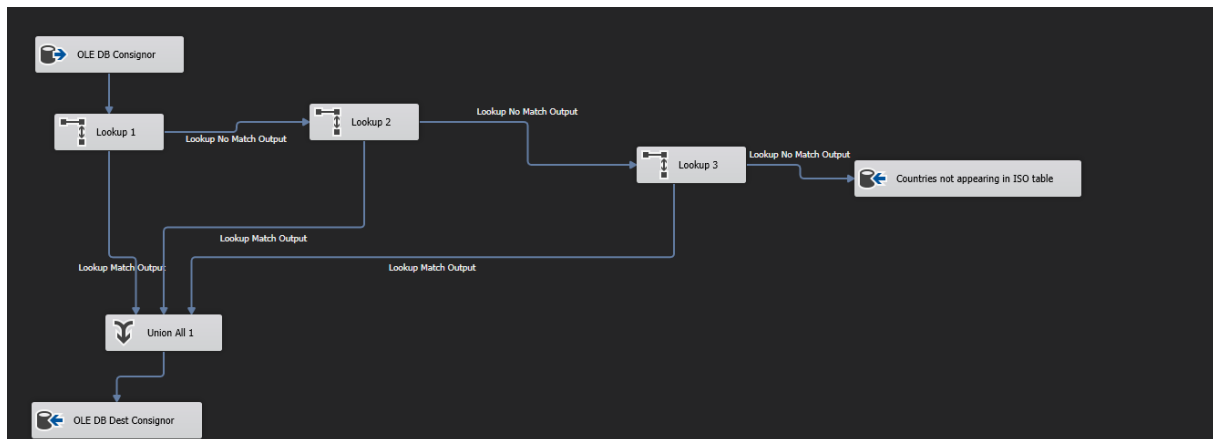 OLE DB Consignor
Lookup 1
Lookup No Match Output
Lookup 2
Lookup No Match Output
Lookup 3
Lookup No Match Output
Countries not appearing in ISO table
Lookup Match Output
Lookup Match Output
Lookup Match Output
Union All 1
OLE DB Dest Consignor